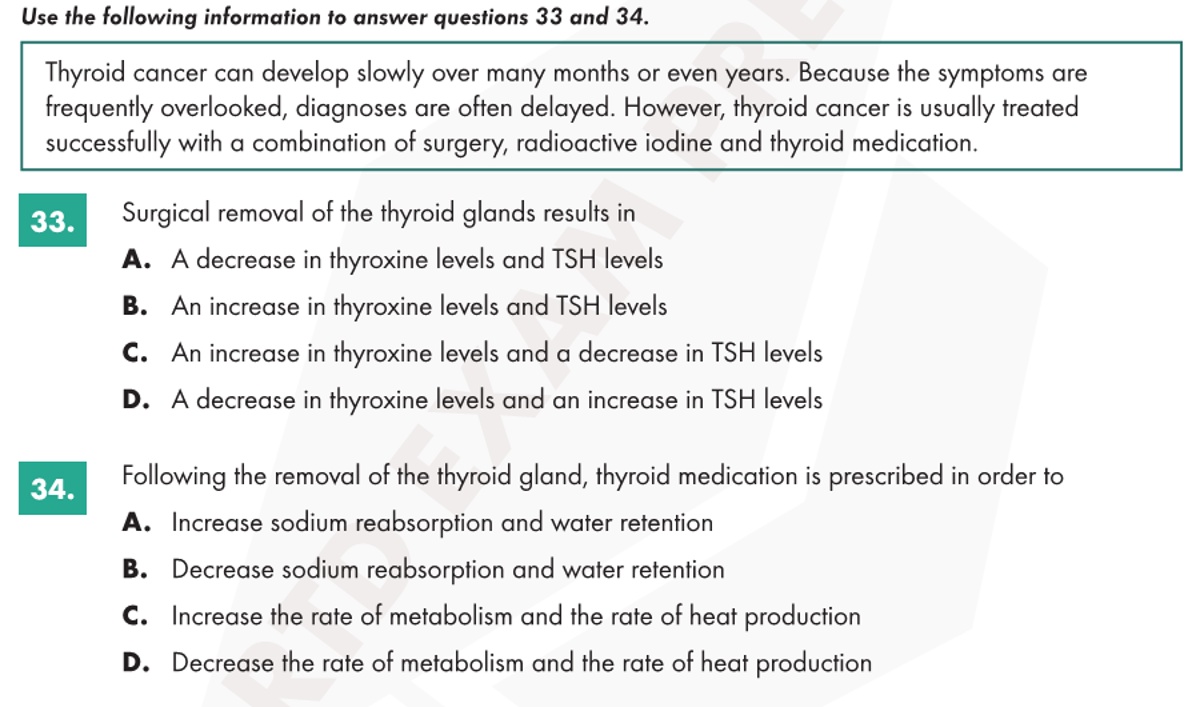 Use the following information to answer questions 33 and 34.
Thyroid cancer can develop slowly over many months or even years. Because the symptoms are
frequently overlooked, diagnoses are often delayed. However, thyroid cancer is usually treated
successfully with a combination of surgery, radioactive iodine and thyroid medication.
33. Surgical removal of the thyroid glands results in
A. A decrease in thyroxine levels and TSH levels
B. An increase in thyroxine levels and TSH levels
C. An increase in thyroxine levels and a decrease in TSH levels
D. A decrease in thyroxine levels and an increase in TSH levels
34. Following the removal of the thyroid gland, thyroid medication is prescribed in order to
A. Increase sodium reabsorption and water retention
B. Decrease sodium reabsorption and water retention
C. Increase the rate of metabolism and the rate of heat production
D. Decrease the rate of metabolism and the rate of heat production
RTD EXAM PRE